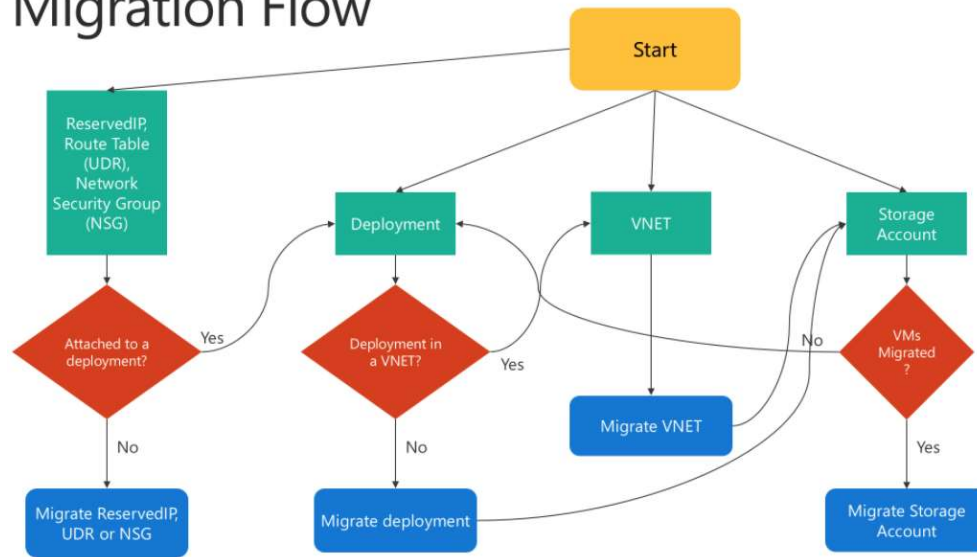 Migration Flow
Start
ReservedIP,
Route Table
(UDR),
Network
Security Group
(NSG)
Deployment
VNET
Storage
Account
Attached to a
deployment?
Yes
Deployment in
a VNET?
Yes
No
VMs
Migrated
?
No
No
Migrate VNET
Yes
Migrate ReservedIP,
UDR or NSG
Migrate deployment
Migrate Storage
Account